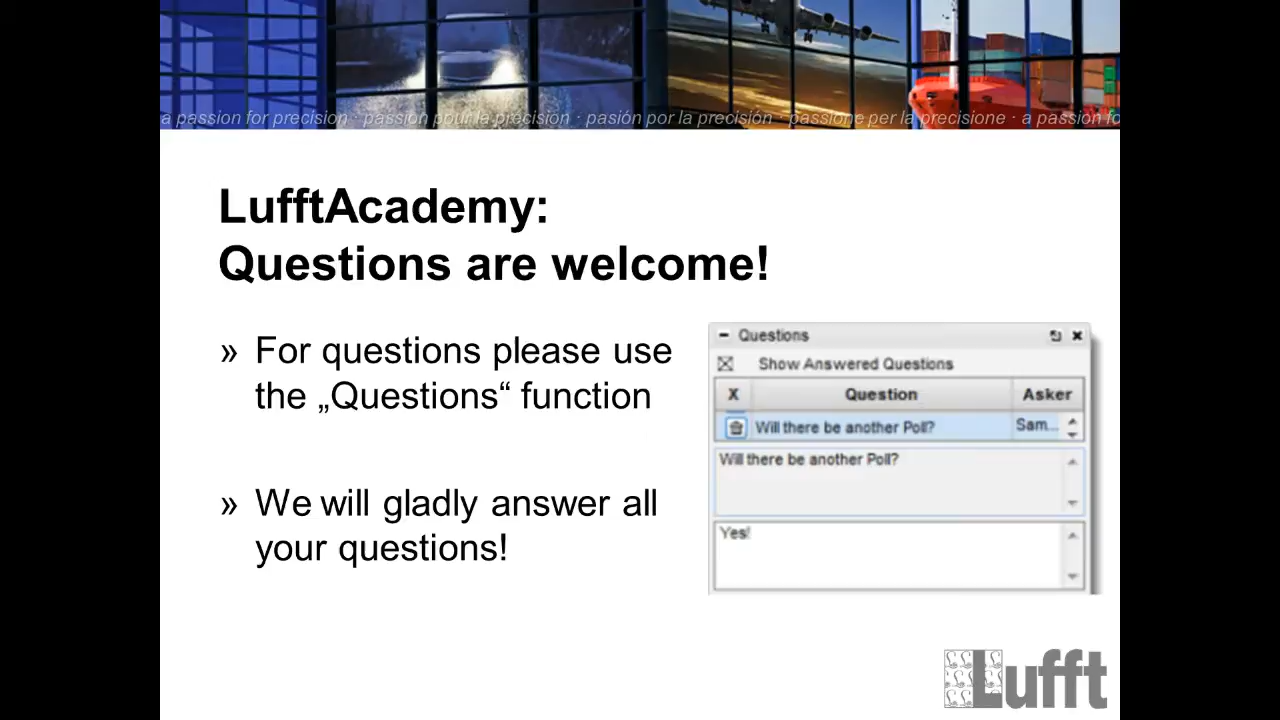 a passion for precision · passion pour la précision · pasión por la precisión · passione per la precisione · a passion fo
LufftAcademy:
Questions are welcome!
» For questions please use
the „Questions“ function
» We will gladly answer all
your questions!
Questions
Show Answered Questions
X Question Asker
Will there be another Poll? Sam...
Will there be another Poll?
Yes!
Lufft